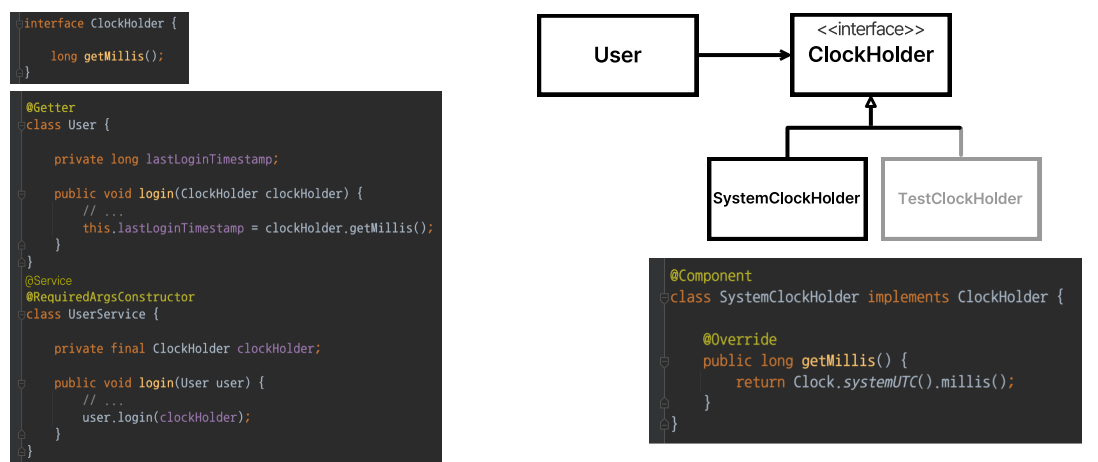 interface ClockHolder {
long getMillis();
}
@Getter
class User {
private long lastLoginTimestamp;
public void login(ClockHolder clockHolder) {
// ...
this.lastLoginTimestamp = clockHolder.getMillis();
}
}
@Service
@RequiredArgsConstructor
class UserService {
private final ClockHolder clockHolder;
public void login(User user) {
// ...
user.login(clockHolder);
}
}
User
<<interface>>
ClockHolder
SystemClockHolder
TestClockHolder
@Component
class SystemClockHolder implements ClockHolder {
@Override
public long getMillis() {
return Clock.systemUTC().millis();
}
}